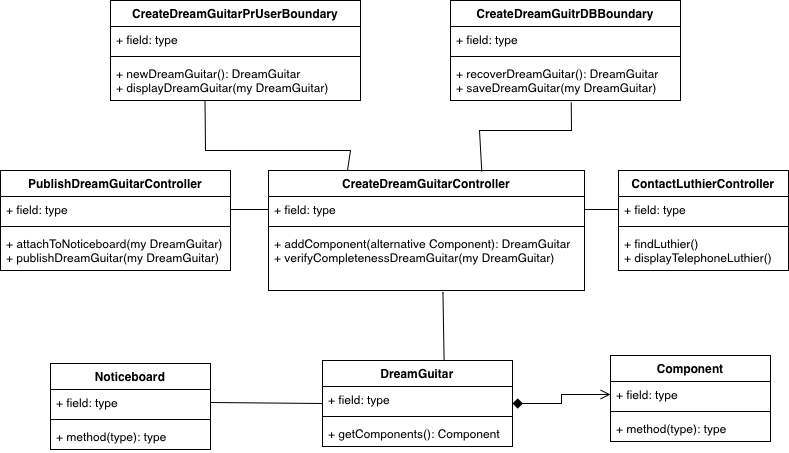 CreateDreamGuitarPrUserBoundary
+ field: type
+ newDreamGuitar(): DreamGuitar
+ displayDreamGuitar(my DreamGuitar)
CreateDreamGuitrDBBoundary
+ field: type
+ recoverDreamGuitar(): DreamGuitar
+ saveDreamGuitar(my DreamGuitar)
PublishDreamGuitarController
+ field: type
+ attachToNoticeboard(my DreamGuitar)
+ publishDreamGuitar(my DreamGuitar)
CreateDreamGuitarController
+ field: type
+ addComponent(alternative Component): DreamGuitar
+ verifyCompletenessDreamGuitar(my DreamGuitar)
ContactLuthierController
+ field: type
+ findLuthier()
+ displayTelephoneLuthier()
Noticeboard
+ field: type
+ method(type): type
DreamGuitar
+ field: type
+ getComponents(): Component
Component
+ field: type
+ method(type): type